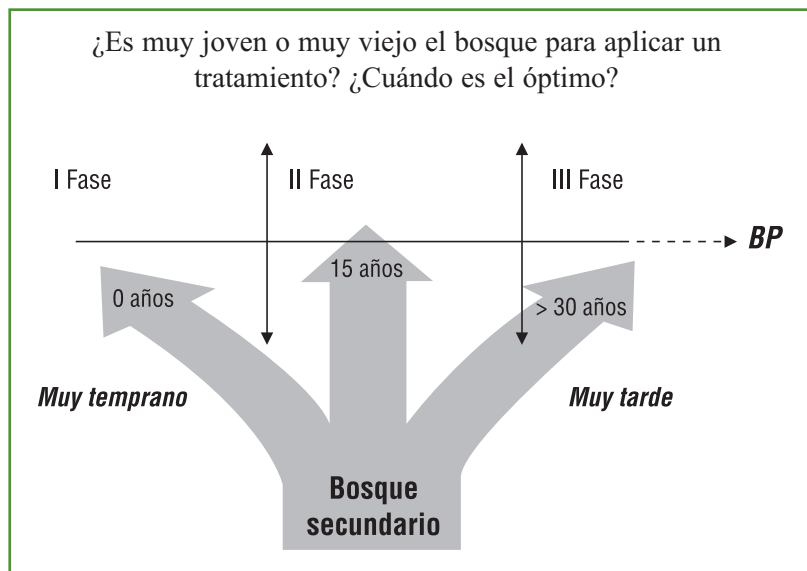 ¿Es muy joven o muy viejo el bosque para aplicar un
tratamiento? ¿Cuándo es el óptimo?
I Fase
II Fase
III Fase
BP
0 años
15 años
> 30 años
Muy temprano
Muy tarde
Bosque
secundario